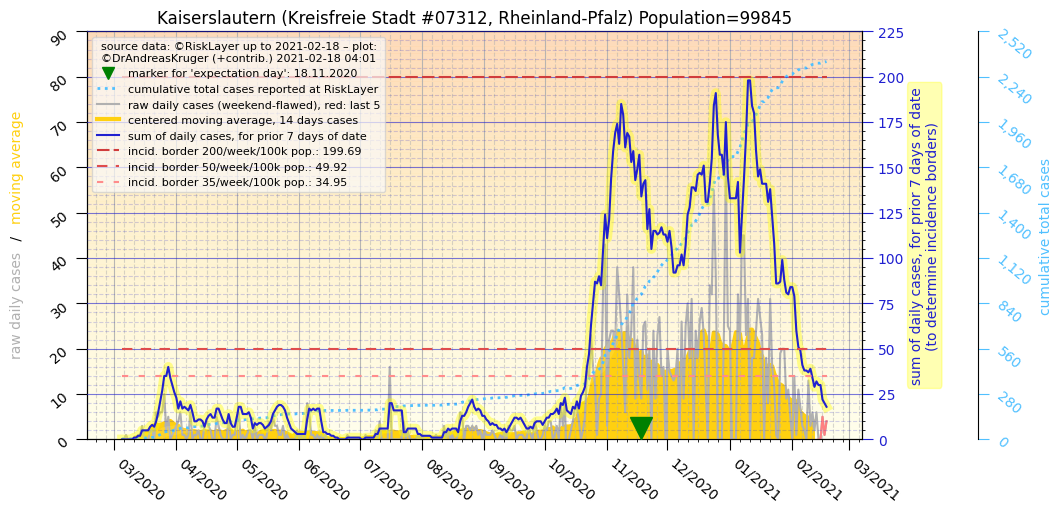 Kaiserslautern (Kreisfreie Stadt #07312, Rheinland-Pfalz) Population=99845
source data: ©RiskLayer up to 2021-02-18 – plot:
©DrAndreasKruger (+contrib.) 2021-02-18 04:01
marker for 'expectation day': 18.11.2020
cumulative total cases reported at RiskLayer
raw daily cases (weekend-flawed), red: last 5
centered moving average, 14 days cases
sum of daily cases, for prior 7 days of date
incid. border 200/week/100k pop.: 199.69
incid. border 50/week/100k pop.: 49.92
incid. border 35/week/100k pop.: 34.95
raw daily cases / moving average
90
80
70
60
50
40
30
20
10
0
03/2020
04/2020
05/2020
06/2020
07/2020
08/2020
09/2020
10/2020
11/2020
12/2020
01/2021
02/2021
03/2021
225
200
175
150
125
100
75
50
25
0
sum of daily cases, for prior 7 days of date
(to determine incidence borders)
2,520
2,240
1,960
1,680
1,400
1,120
840
560
280
0
cumulative total cases